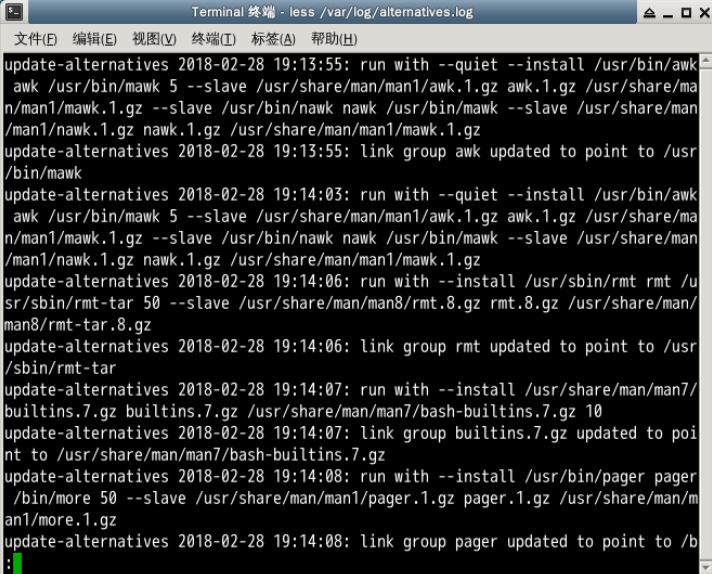 Terminal 终端 - less /var/log/alternatives.log
文件(F) 编辑(E) 视图(V) 终端(T) 标签(A) 帮助(H)
update-alternatives 2018-02-28 19:13:55: run with --quiet --install /usr/bin/awk
 awk /usr/bin/mawk 5 --slave /usr/share/man/man1/awk.1.gz awk.1.gz /usr/share/ma
n/man1/mawk.1.gz --slave /usr/bin/nawk nawk /usr/bin/mawk --slave /usr/share/man
/man1/nawk.1.gz nawk.1.gz /usr/share/man/man1/mawk.1.gz
update-alternatives 2018-02-28 19:13:55: link group awk updated to point to /usr
/bin/mawk
update-alternatives 2018-02-28 19:14:03: run with --quiet --install /usr/bin/awk
 awk /usr/bin/mawk 5 --slave /usr/share/man/man1/awk.1.gz awk.1.gz /usr/share/ma
n/man1/mawk.1.gz --slave /usr/bin/nawk nawk /usr/bin/mawk --slave /usr/share/man
/man1/nawk.1.gz nawk.1.gz /usr/share/man/man1/mawk.1.gz
update-alternatives 2018-02-28 19:14:06: run with --install /usr/sbin/rmt rmt /u
sr/sbin/rmt-tar 50 --slave /usr/share/man/man8/rmt.8.gz rmt.8.gz /usr/share/man/
man8/rmt-tar.8.gz
update-alternatives 2018-02-28 19:14:06: link group rmt updated to point to /usr
/sbin/rmt-tar
update-alternatives 2018-02-28 19:14:07: run with --install /usr/share/man/man7/
builtins.7.gz builtins.7.gz /usr/share/man/man7/bash-builtins.7.gz 10
update-alternatives 2018-02-28 19:14:07: link group builtins.7.gz updated to poi
nt to /usr/share/man/man7/bash-builtins.7.gz
update-alternatives 2018-02-28 19:14:08: run with --install /usr/bin/pager pager
 /bin/more 50 --slave /usr/share/man/man1/pager.1.gz pager.1.gz /usr/share/man/m
an1/more.1.gz
update-alternatives 2018-02-28 19:14:08: link group pager updated to point to /b
: